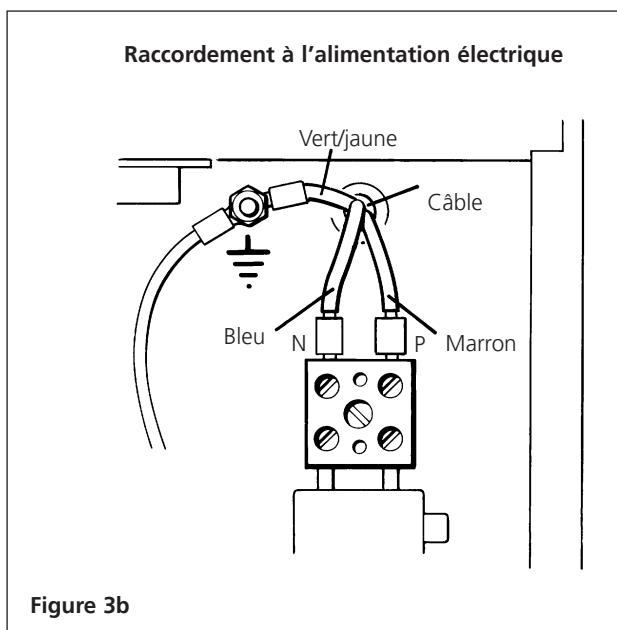 Raccordement à l'alimentation électrique
Vert/jaune
Câble
Bleu
N
P
Marron
Figure 3b